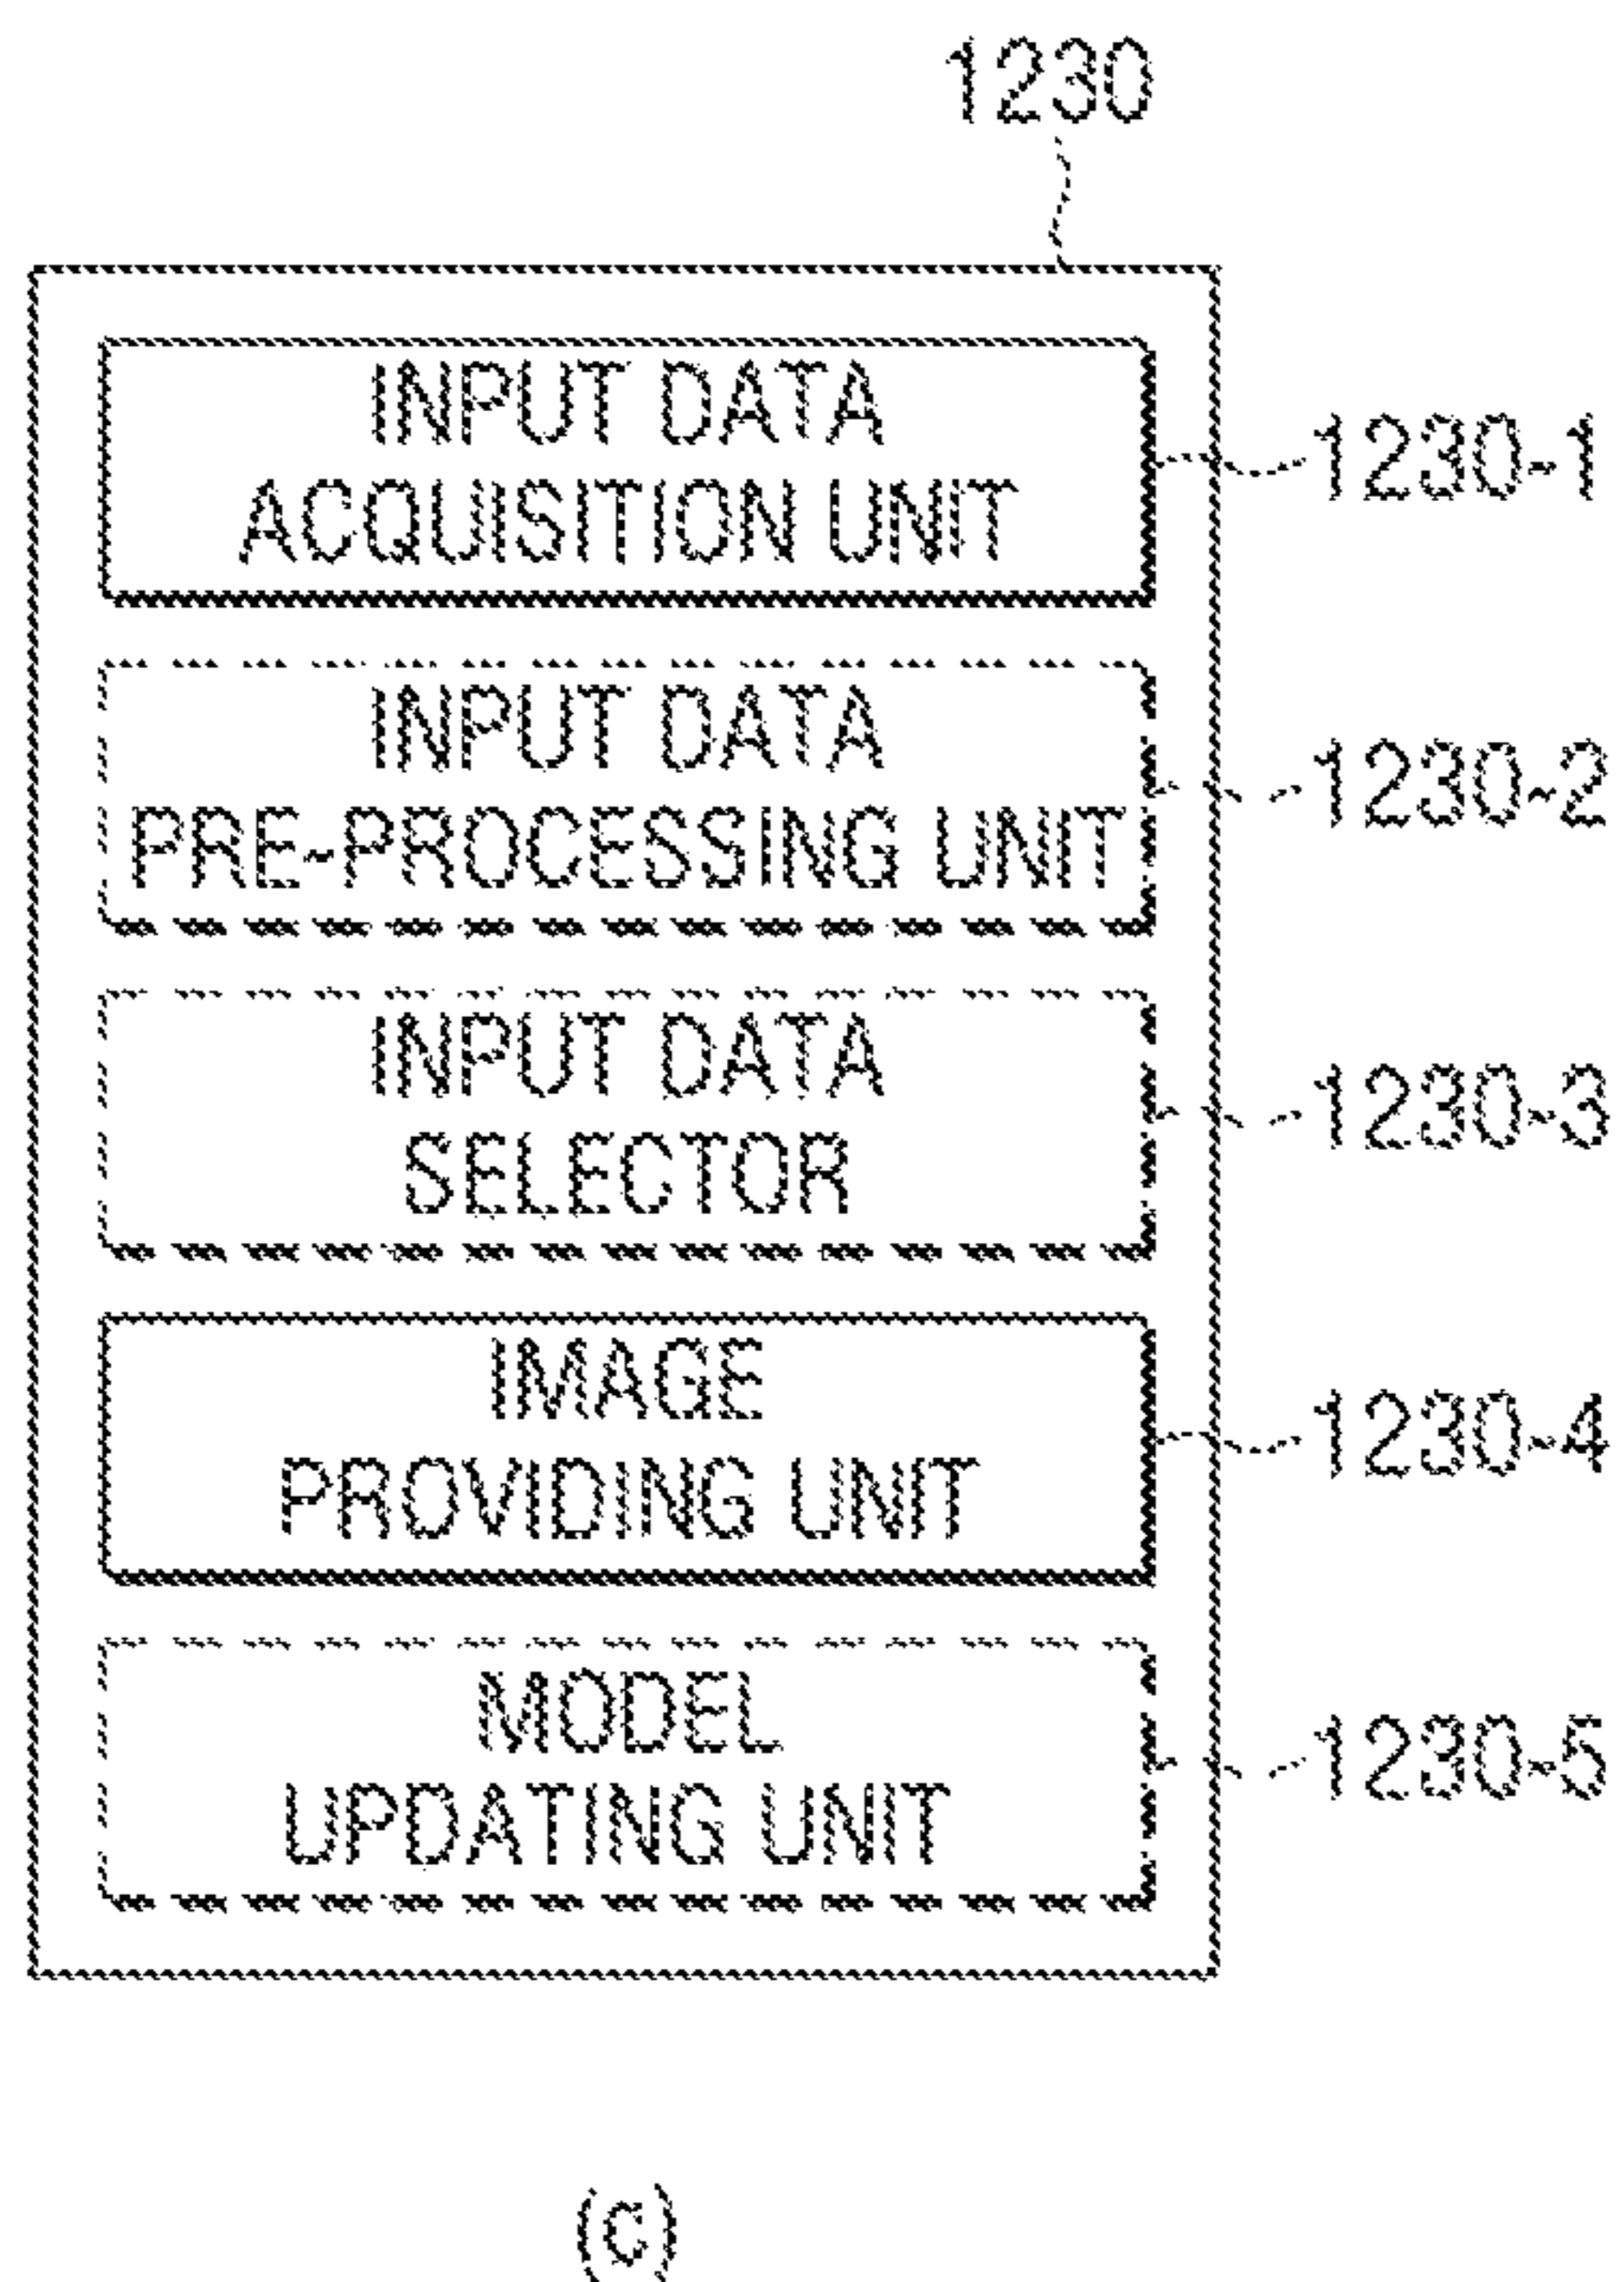 1230
INPUT DATA
ACQUISITION UNIT
1230-1
INPUT DATA
PRE-PROCESSING UNIT
1230-2
INPUT DATA
SELECTOR
1230-3
IMAGE
PROVIDING UNIT
1230-4
MODEL
UPDATING UNIT
1230-5
(c)